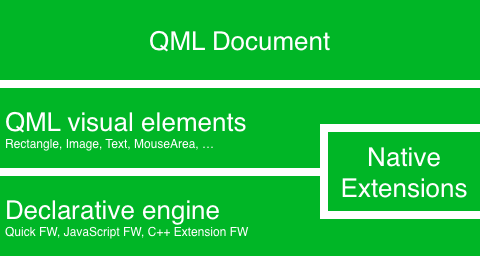 QML Document
QML visual elements
Rectangle, Image, Text, MouseArea, …
Native
Extensions
Declarative engine
Quick FW, JavaScript FW, C++ Extension FW